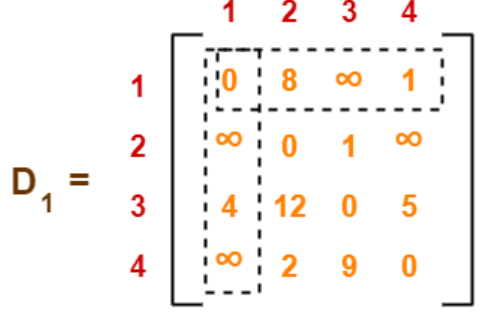 1 2 3 4
1 0 8 ∞ 1
2 ∞ 0 1 ∞
D1 =
3 4 12 0 5
4 ∞ 2 9 0